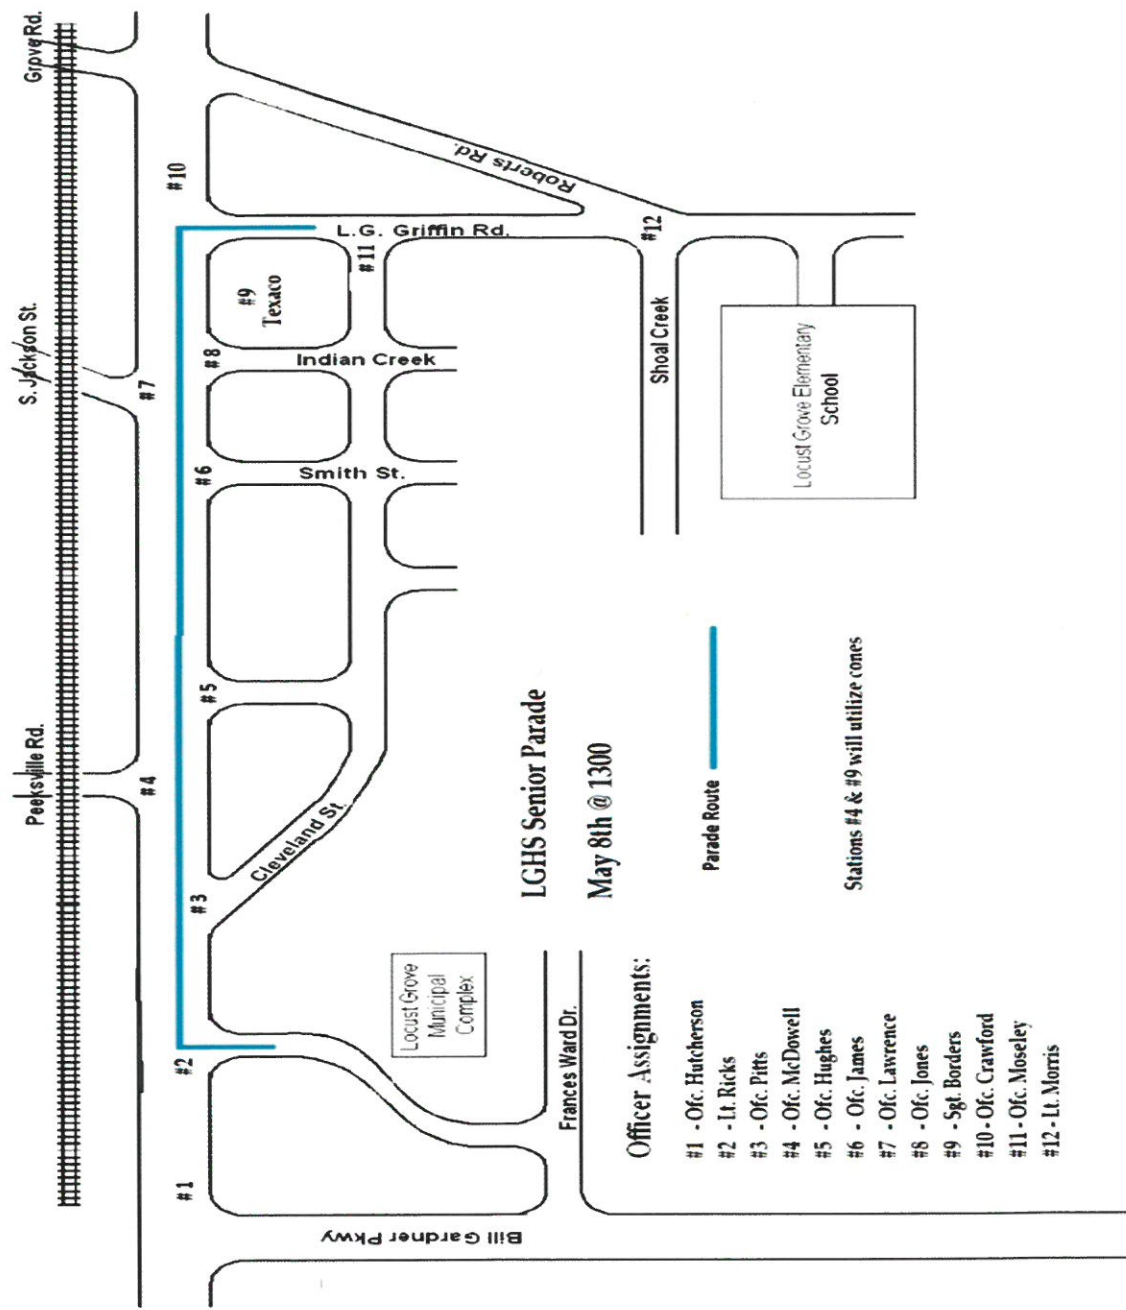 Peeksville Rd.
S. Jackson St.
Grove Rd.
#1
#2
#3
#4
#5
#6
#7
#8
#9
Texaco
#10
#11
#12
L.G. Griffin Rd.
Roberts Rd.
Indian Creek
Smith St.
Cleveland St.
Shoal Creek
Bill Gardner Pkwy
Frances Ward Dr.
Locust Grove
Municipal
Complex
Locust Grove Elementary
School
LGHS Senior Parade
May 8th @ 1300
Parade Route
Stations #4 & #9 will utilize cones
Officer Assignments:
#1 - Ofc. Hutcherson
#2 - Lt. Ricks
#3 - Ofc. Pitts
#4 - Ofc. McDowell
#5 - Ofc. Hughes
#6 - Ofc. James
#7 - Ofc. Lawrence
#8 - Ofc. Jones
#9 - Sgt. Borders
#10 - Ofc. Crawford
#11 - Ofc. Moseley
#12 - Lt. Morris